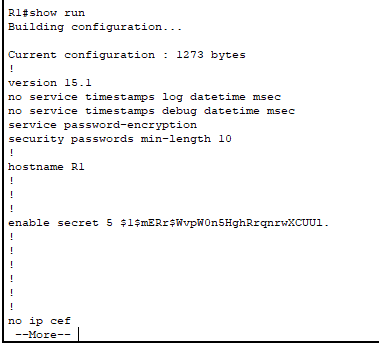 R1#show run
Building configuration...
Current configuration : 1273 bytes
!
version 15.1
no service timestamps log datetime msec
no service timestamps debug datetime msec
service password-encryption
security passwords min-length 10
!
hostname R1
!
!
!
enable secret 5 $1$mERr$WvpW0n5HghRrqnrwXCUU1.
!
!
!
!
!
!
no ip cef
--More--